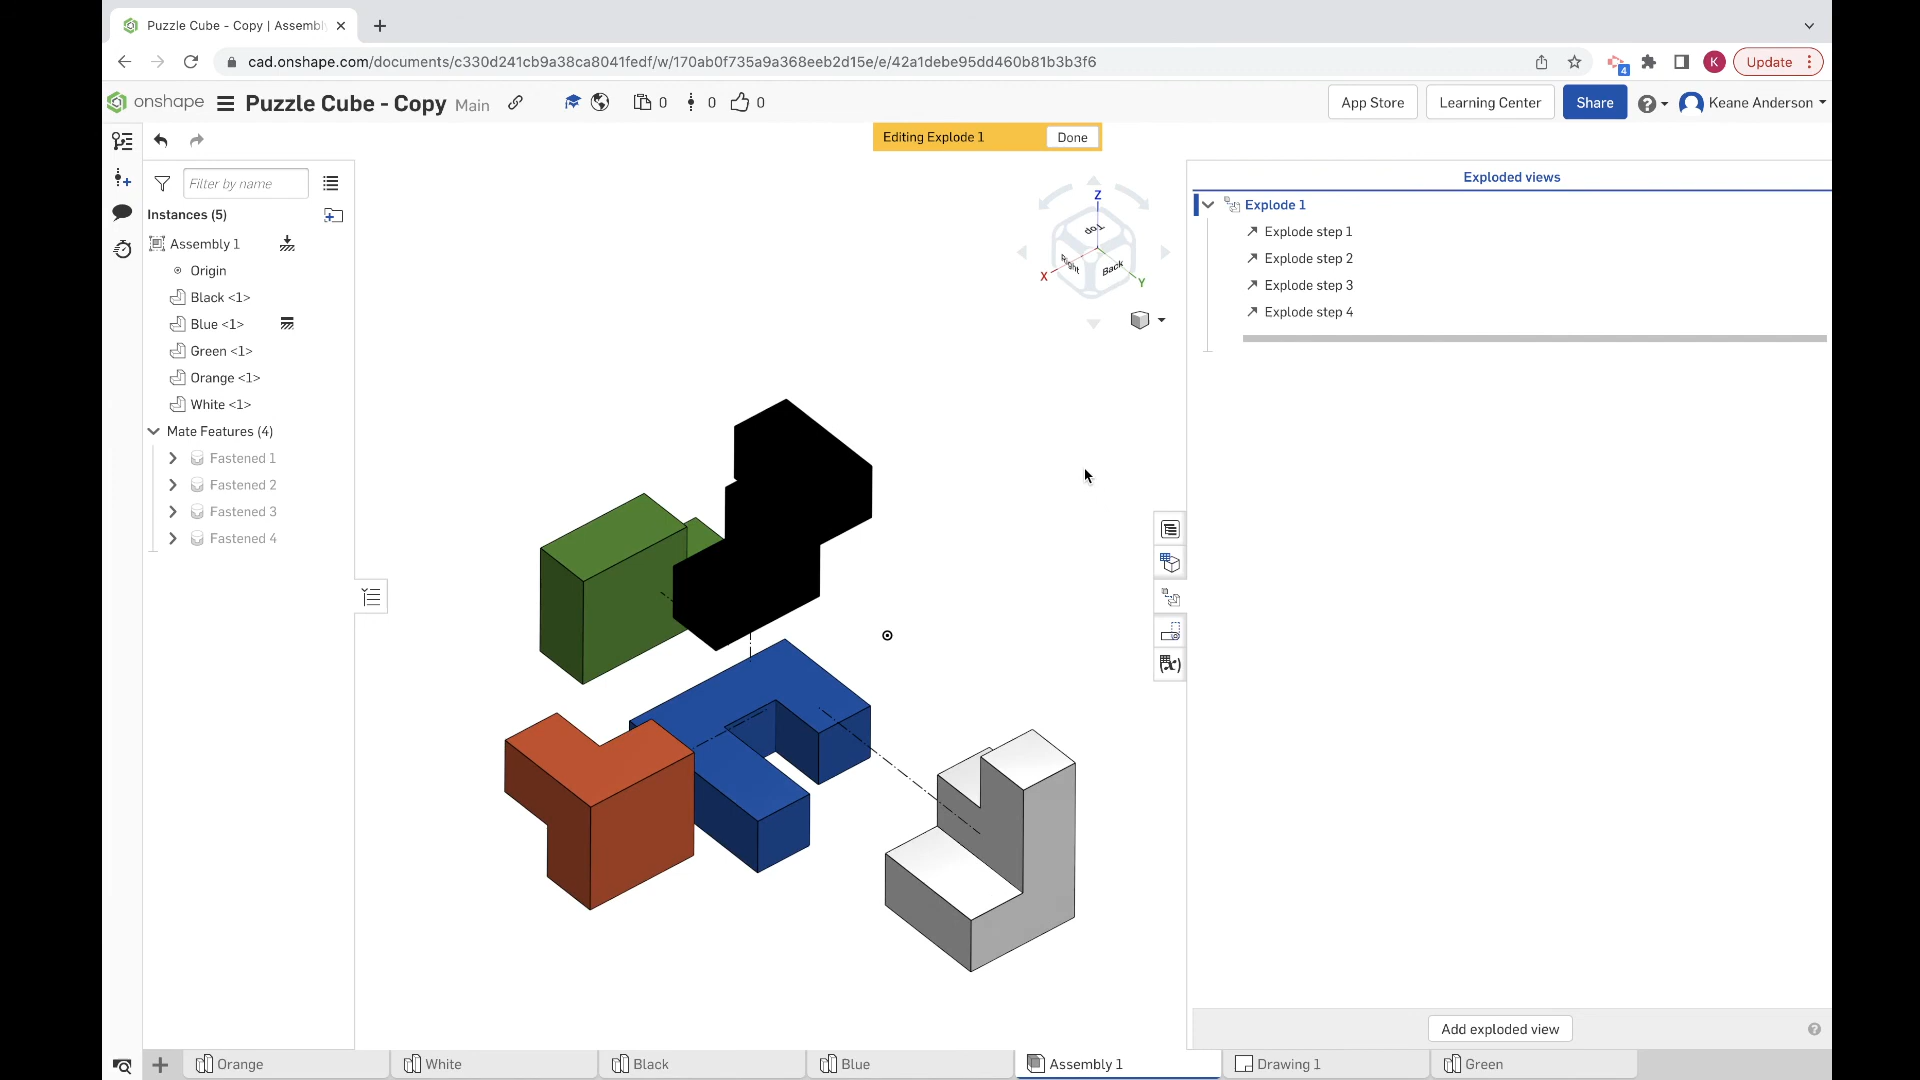 Puzzle Cube - Copy | Assembl
cad.onshape.com/documents/c330d241cb9a38ca8041fedf/w/170ab0f735a9a368eeb2d15e/e/42a1debe95dd460b81b3b3f6
4
K
Update
onshape
Puzzle Cube - Copy Main
0
0
0
App Store
Learning Center
Share
Keane Anderson
Editing Explode 1
Done
Filter by name
Instances (5)
Assembly 1
Origin
Black <1>
Blue <1>
Green <1>
Orange <1>
White <1>
Mate Features (4)
Fastened 1
Fastened 2
Fastened 3
Fastened 4
Z
Top
Right
Back
X
Y
Exploded views
Explode 1
Explode step 1
Explode step 2
Explode step 3
Explode step 4
Add exploded view
Orange
White
Black
Blue
Assembly 1
Drawing 1
Green